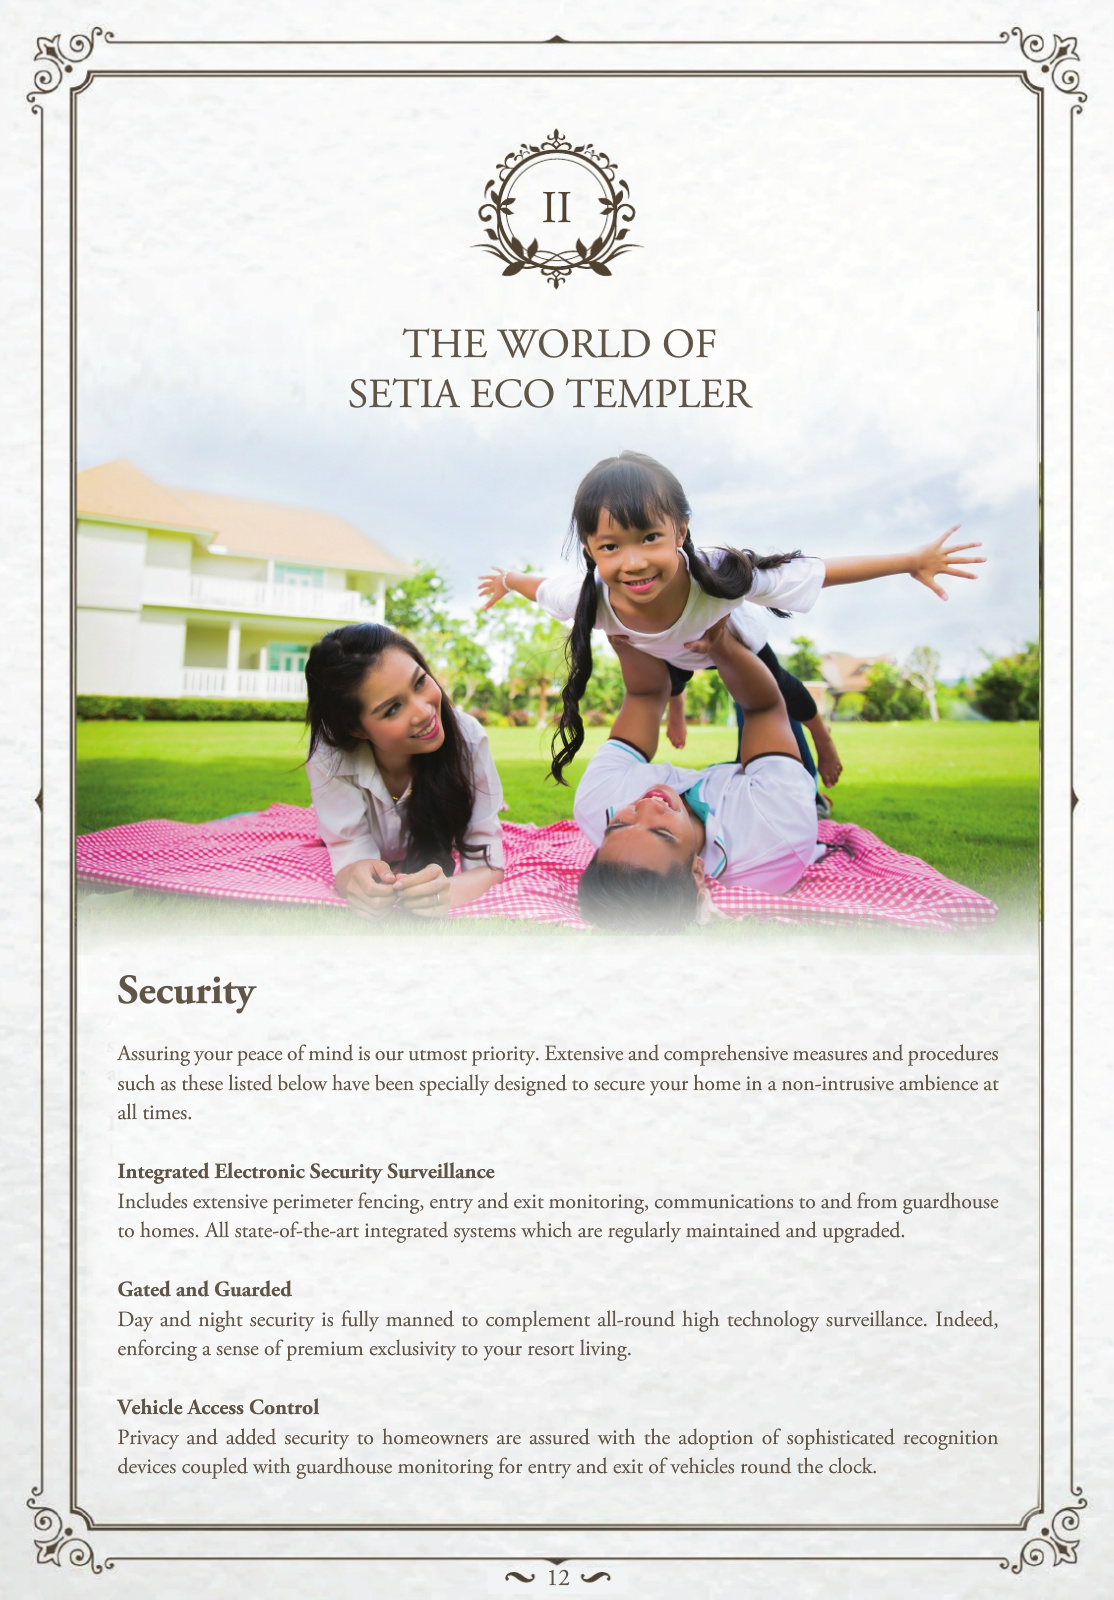 II
THE WORLD OF
SETIA ECO TEMPLER
Security
Assuring your peace of mind is our utmost priority. Extensive and comprehensive measures and procedures
such as these listed below have been specially designed to secure your home in a non-intrusive ambience at
all times.
Integrated Electronic Security Surveillance
Includes extensive perimeter fencing, entry and exit monitoring, communications to and from guardhouse
to homes. All state-of-the-art integrated systems which are regularly maintained and upgraded.
Gated and Guarded
Day and night security is fully manned to complement all-round high technology surveillance. Indeed,
enforcing a sense of premium exclusivity to your resort living.
Vehicle Access Control
Privacy and added security to homeowners are assured with the adoption of sophisticated recognition
devices coupled with guardhouse monitoring for entry and exit of vehicles round the clock.
12